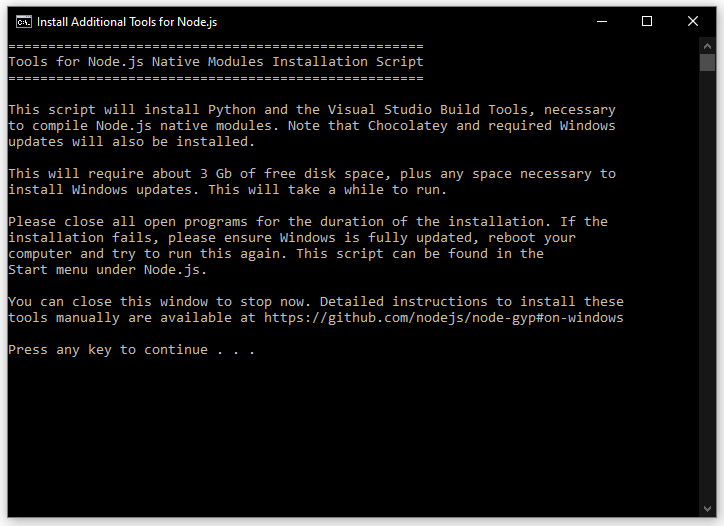 Install Additional Tools for Node.js
====================================================
Tools for Node.js Native Modules Installation Script
====================================================
This script will install Python and the Visual Studio Build Tools, necessary
to compile Node.js native modules. Note that Chocolatey and required Windows
updates will also be installed.
This will require about 3 Gb of free disk space, plus any space necessary to
install Windows updates. This will take a while to run.
Please close all open programs for the duration of the installation. If the
installation fails, please ensure Windows is fully updated, reboot your
computer and try to run this again. This script can be found in the
Start menu under Node.js.
You can close this window to stop now. Detailed instructions to install these
tools manually are available at https://github.com/nodejs/node-gyp#on-windows
Press any key to continue . . .